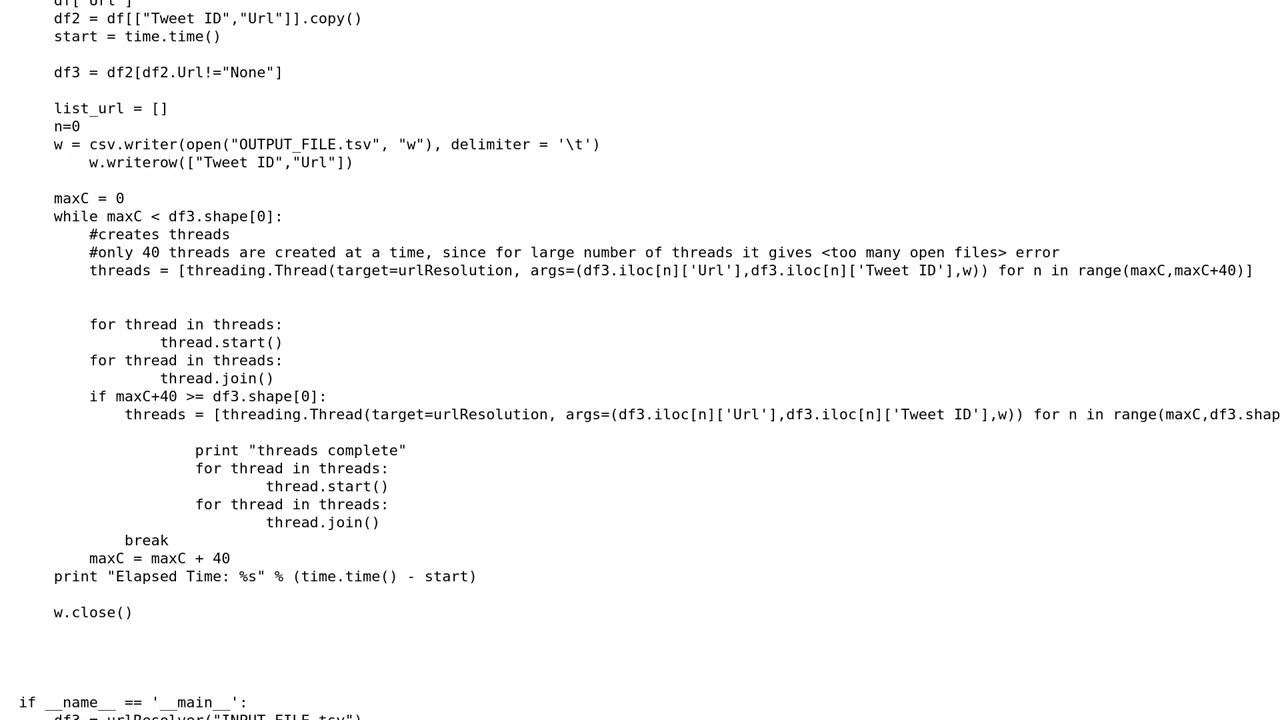 df["Url"]
df2 = df[["Tweet ID","Url"]].copy()
start = time.time()
df3 = df2[df2.Url!="None"]
list_url = []
n=0
w = csv.writer(open("OUTPUT_FILE.tsv", "w"), delimiter = '\t')
w.writerow(["Tweet ID","Url"])
maxC = 0
while maxC < df3.shape[0]:
#creates threads
#only 40 threads are created at a time, since for large number of threads it gives <too many open files> error
threads = [threading.Thread(target=urlResolution, args=(df3.iloc[n]['Url'],df3.iloc[n]['Tweet ID'],w)) for n in range(maxC,maxC+40)]
for thread in threads:
thread.start()
for thread in threads:
thread.join()
if maxC+40 >= df3.shape[0]:
threads = [threading.Thread(target=urlResolution, args=(df3.iloc[n]['Url'],df3.iloc[n]['Tweet ID'],w)) for n in range(maxC,df3.shap
print "threads complete"
for thread in threads:
thread.start()
for thread in threads:
thread.join()
break
maxC = maxC + 40
print "Elapsed Time: %s" % (time.time() - start)
w.close()
if __name__ == '__main__':
df3 = urlResolver("INPUT_FILE.tsv")